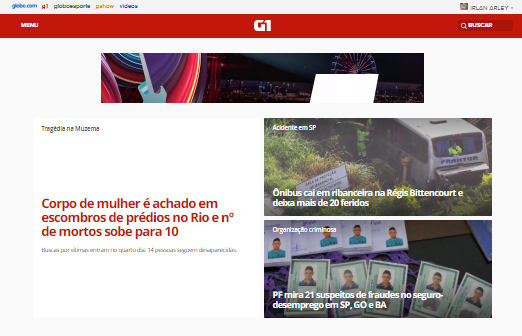 globo.com g1 globoesporte gshow vídeos IRLAN ARLEY
MENU G1 BUSCAR
Tragédia na Muzema
Corpo de mulher é achado em
escombros de prédios no Rio e nº
de mortos sobe para 10
Buscas por vítimas entram no quarto dia. 14 pessoas seguem desaparecidas.
Acidente em SP
Ônibus cai em ribanceira na Régis Bittencourt e
deixa mais de 20 feridos
Organização criminosa
PF mira 21 suspeitos de fraudes no seguro-
desemprego em SP, GO e BA